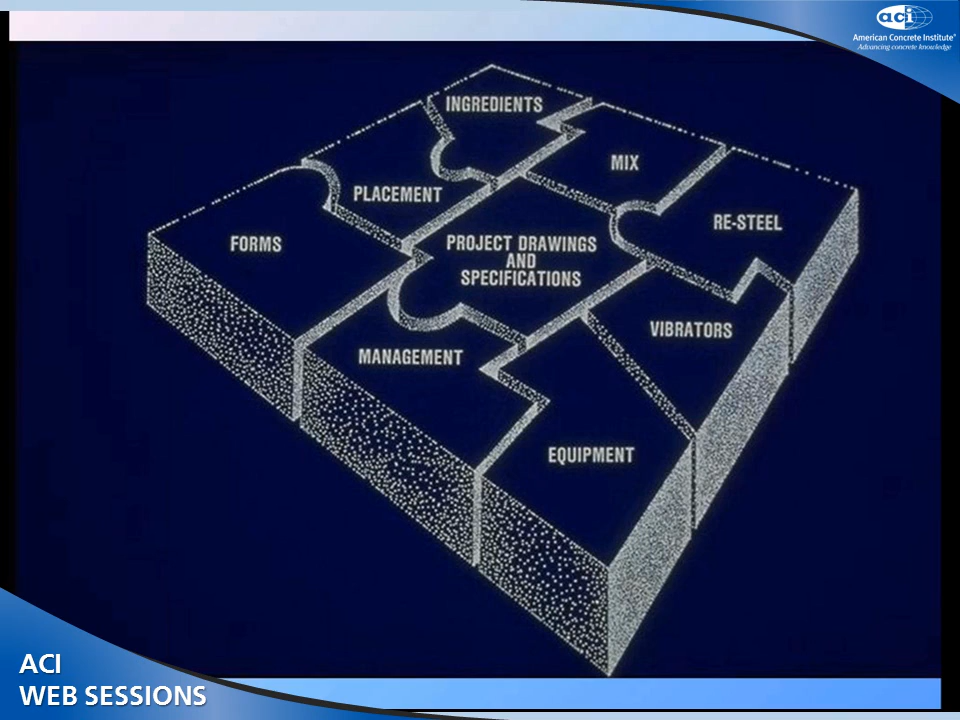 aci
American Concrete Institute®
Advancing concrete knowledge
INGREDIENTS
MIX
PLACEMENT
RE-STEEL
FORMS
PROJECT DRAWINGS
AND
SPECIFICATIONS
VIBRATORS
MANAGEMENT
EQUIPMENT
ACI
WEB SESSIONS